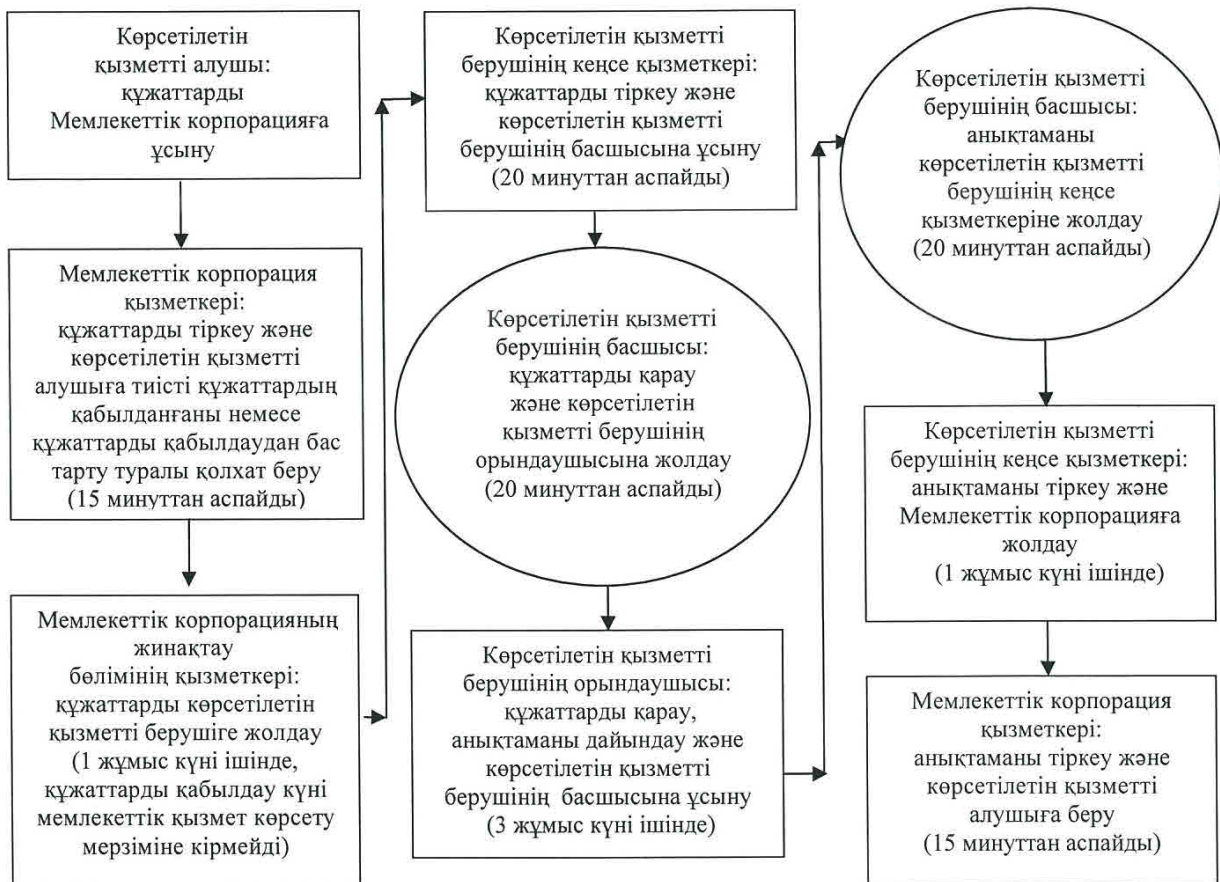 Көрсетілетін
қызметті алушы:
құжаттарды
Мемлекеттік корпорацияға
ұсыну
Мемлекеттік корпорация
қызметкері:
құжаттарды тіркеу және
көрсетілетін қызметті
алушыға тиісті құжаттардың
қабылданғаны немесе
құжаттарды қабылдаудан бас
тарту туралы қолхат беру
(15 минуттан аспайды)
Мемлекеттік корпорацияның
жинақтау
бөлімінің қызметкері:
құжаттарды көрсетілетін
қызметті берушіге жолдау
(1 жұмыс күні ішінде,
құжаттарды қабылдау күні
мемлекеттік қызмет көрсету
мерзіміне кірмейді)
Көрсетілетін қызметті
берушінің кеңсе қызметкері:
құжаттарды тіркеу және
көрсетілетін қызметті
берушінің басшысына ұсыну
(20 минуттан аспайды)
Көрсетілетін қызметті
берушінің басшысы:
құжаттарды қарау
және көрсетілетін
қызметті берушінің
орындаушысына жолдау
(20 минуттан аспайды)
Көрсетілетін қызметті
берушінің орындаушысы:
құжаттарды қарау,
анықтаманы дайындау және
көрсетілетін қызметті
берушінің басшысына ұсыну
(3 жұмыс күні ішінде)
Көрсетілетін қызметті
берушінің басшысы:
анықтаманы
көрсетілетін қызметті
берушінің кеңсе
қызметкеріне жолдау
(20 минуттан аспайды)
Көрсетілетін қызметті
берушінің кеңсе қызметкері:
анықтаманы тіркеу және
Мемлекеттік корпорацияға
жолдау
(1 жұмыс күні ішінде)
Мемлекеттік корпорация
қызметкері:
анықтаманы тіркеу және
көрсетілетін қызметті
алушыға беру
(15 минуттан аспайды)